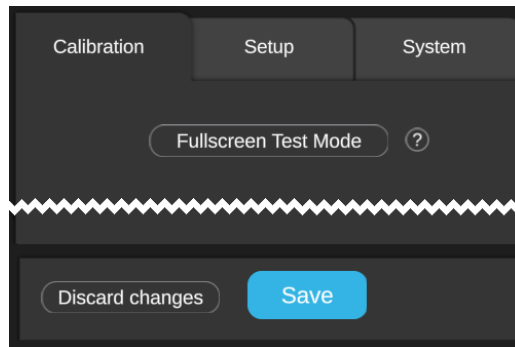 Calibration Setup System
Fullscreen Test Mode ?
Discard changes Save